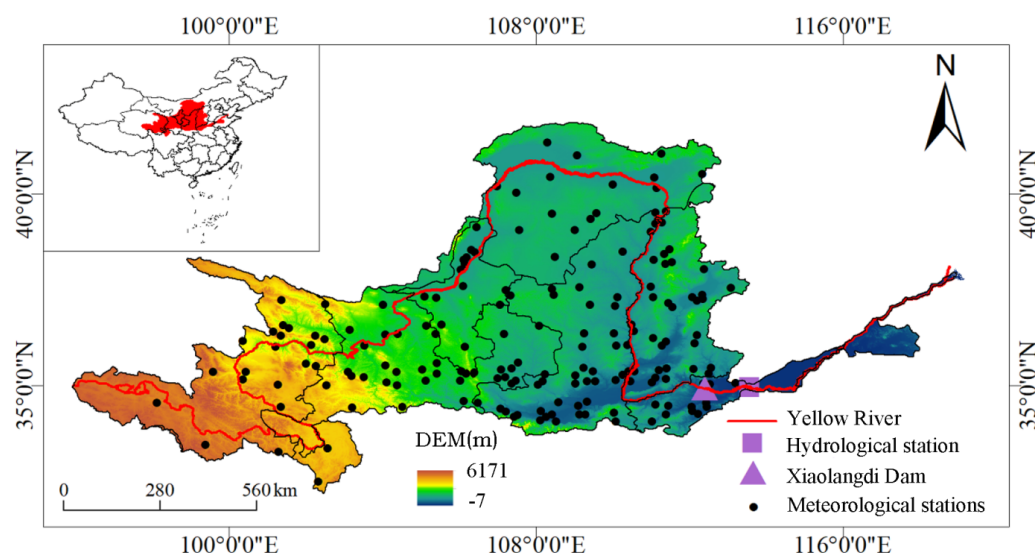 100°0'0"E 108°0'0"E 116°0'0"E
N
40°0'0"N 40°0'0"N
35°0'0"N 35°0'0"N
DEM(m)
6171
-7
0 280 560 km
Yellow River
Hydrological station
Xiaolangdi Dam
Meteorological stations
100°0'0"E 108°0'0"E 116°0'0"E